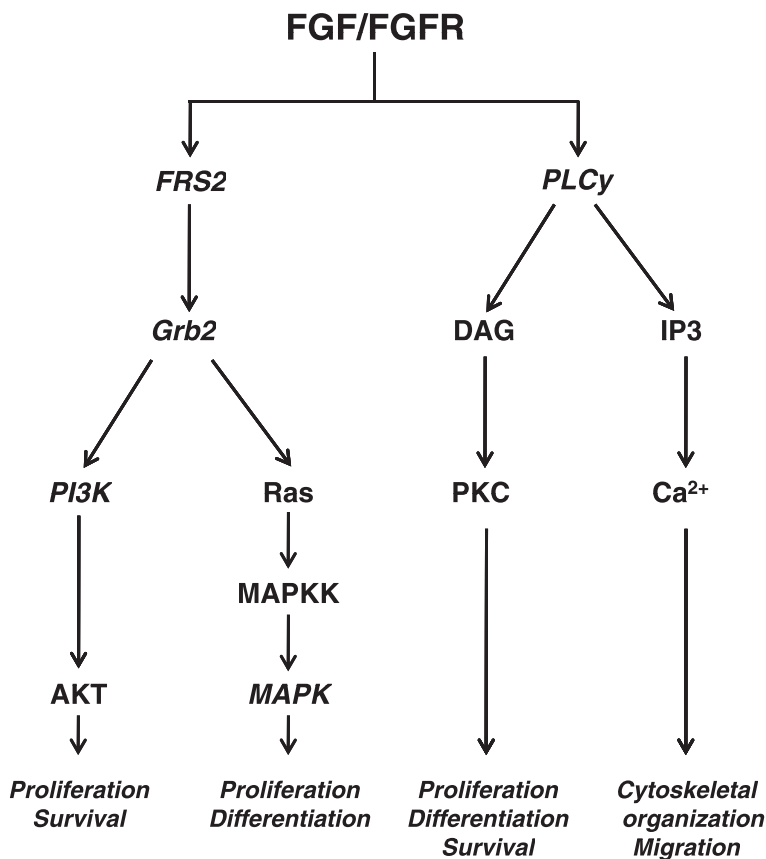 FGF/FGFR
FRS2
PLCy
Grb2
DAG
IP3
PI3K
Ras
PKC
Ca²⁺
MAPKK
AKT
MAPK
Proliferation
Survival
Proliferation
Differentiation
Proliferation
Differentiation
Survival
Cytoskeletal
organization
Migration